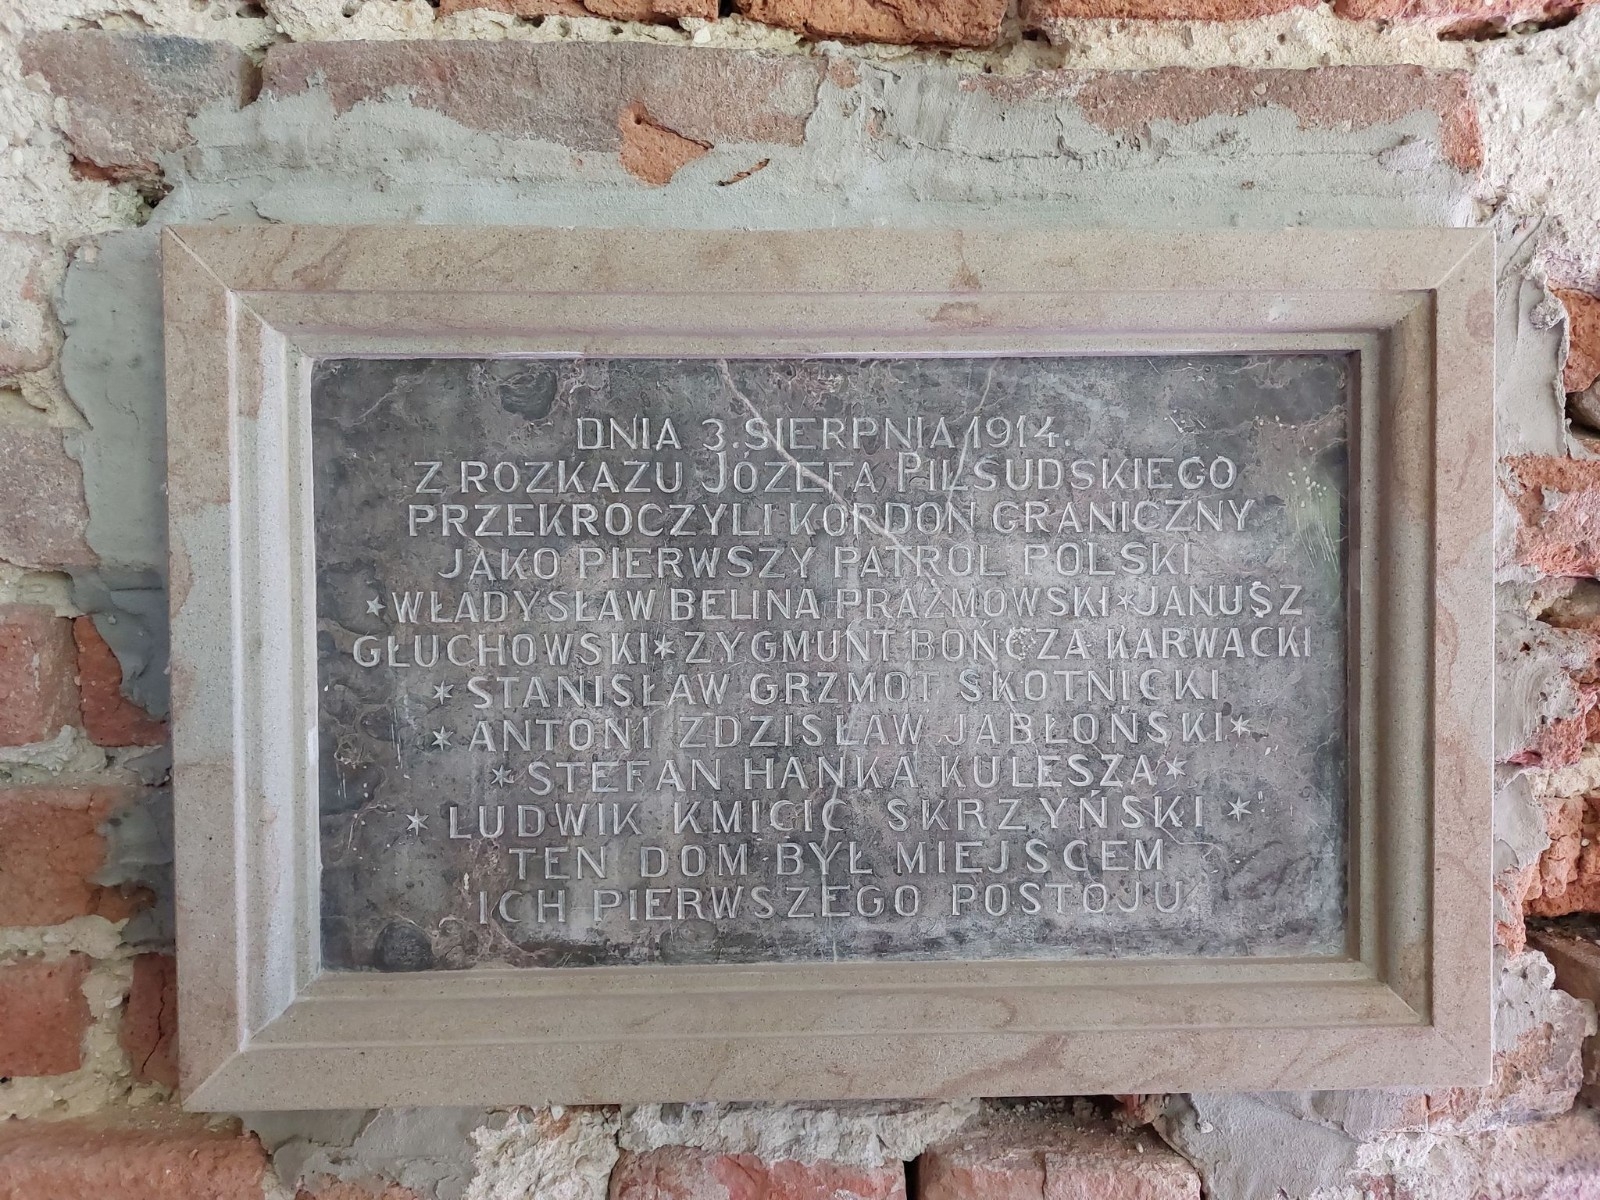 DNIA 3. SIERPNIA 1914.
Z ROZKAZU JÓZEFA PIŁSUDSKIEGO
PRZEKROCZYLI KORDON GRANICZNY
JAKO PIERWSZY PATROL POLSKI
*WŁADYSŁAW BELINA PRAŻMOWSKI*JANUSZ
GŁUCHOWSKI*ZYGMUNT BOŃCZA KARWACKI
*STANISŁAW GRZMOT SKOTNICKI
*ANTONI ZDZISŁAW JABŁOŃSKI*
*STEFAN HANKA KULESZA*
*LUDWIK KMICIC SKRZYŃSKI*
TEN DOM BYŁ MIEJSCEM
ICH PIERWSZEGO POSTOJU